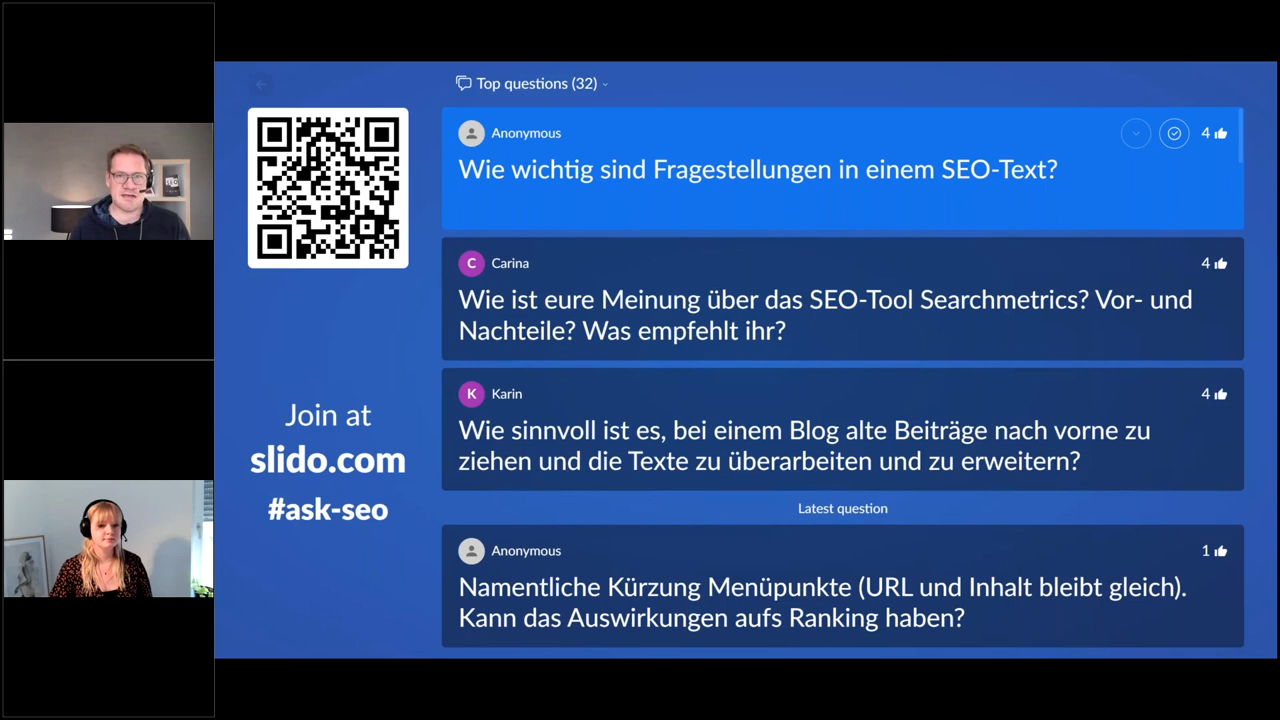 Top questions (32)
Anonymous
4
Wie wichtig sind Fragestellungen in einem SEO-Text?
C
Carina
4
Wie ist eure Meinung über das SEO-Tool Searchmetrics? Vor- und
Nachteile? Was empfehlt ihr?
K
Karin
4
Wie sinnvoll ist es, bei einem Blog alte Beiträge nach vorne zu
ziehen und die Texte zu überarbeiten und zu erweitern?
Latest question
Anonymous
1
Namentliche Kürzung Menüpunkte (URL und Inhalt bleibt gleich).
Kann das Auswirkungen aufs Ranking haben?
Join at
slido.com
#ask-seo